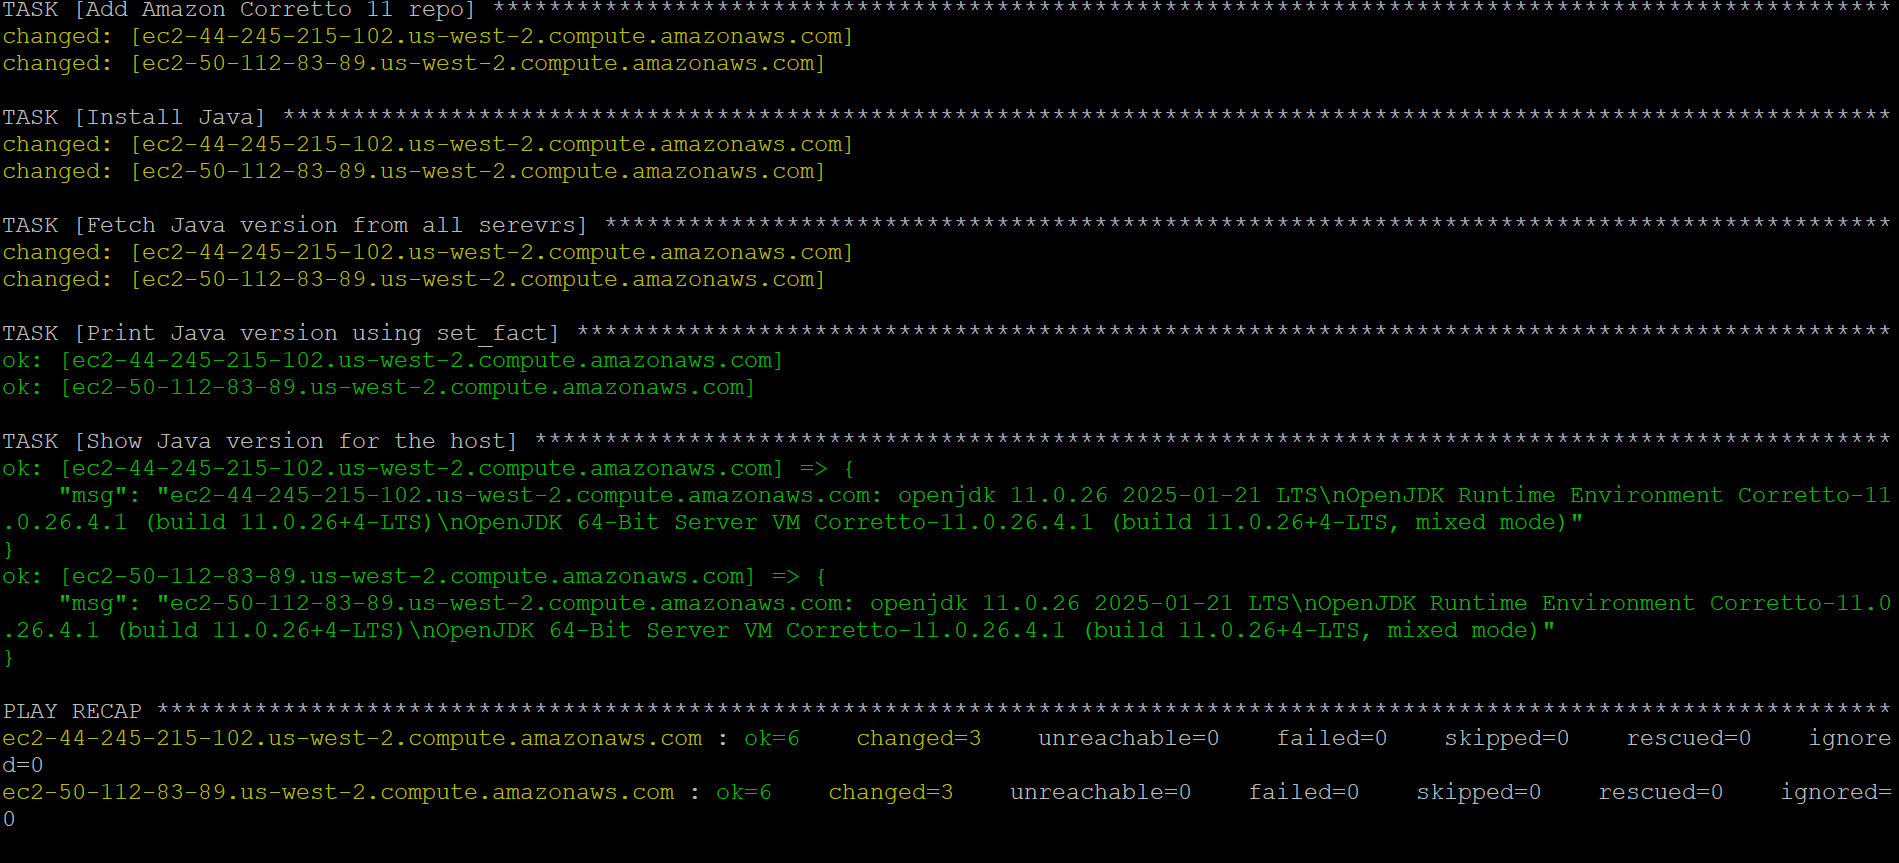 TASK [Add Amazon Corretto 11 repo] ****************************************************************************************************
changed: [ec2-44-245-215-102.us-west-2.compute.amazonaws.com]
changed: [ec2-50-112-83-89.us-west-2.compute.amazonaws.com]
TASK [Install Java] *******************************************************************************************************************
changed: [ec2-44-245-215-102.us-west-2.compute.amazonaws.com]
changed: [ec2-50-112-83-89.us-west-2.compute.amazonaws.com]
TASK [Fetch Java version from all serevrs] ********************************************************************************************
changed: [ec2-44-245-215-102.us-west-2.compute.amazonaws.com]
changed: [ec2-50-112-83-89.us-west-2.compute.amazonaws.com]
TASK [Print Java version using set_fact] **********************************************************************************************
ok: [ec2-44-245-215-102.us-west-2.compute.amazonaws.com]
ok: [ec2-50-112-83-89.us-west-2.compute.amazonaws.com]
TASK [Show Java version for the host] *************************************************************************************************
ok: [ec2-44-245-215-102.us-west-2.compute.amazonaws.com] => {
    "msg": "ec2-44-245-215-102.us-west-2.compute.amazonaws.com: openjdk 11.0.26 2025-01-21 LTS\nOpenJDK Runtime Environment Corretto-11
.0.26.4.1 (build 11.0.26+4-LTS)\nOpenJDK 64-Bit Server VM Corretto-11.0.26.4.1 (build 11.0.26+4-LTS, mixed mode)"
}
ok: [ec2-50-112-83-89.us-west-2.compute.amazonaws.com] => {
    "msg": "ec2-50-112-83-89.us-west-2.compute.amazonaws.com: openjdk 11.0.26 2025-01-21 LTS\nOpenJDK Runtime Environment Corretto-11.0
.26.4.1 (build 11.0.26+4-LTS)\nOpenJDK 64-Bit Server VM Corretto-11.0.26.4.1 (build 11.0.26+4-LTS, mixed mode)"
}
PLAY RECAP ****************************************************************************************************************************
ec2-44-245-215-102.us-west-2.compute.amazonaws.com : ok=6    changed=3    unreachable=0    failed=0    skipped=0    rescued=0    ignore
d=0
ec2-50-112-83-89.us-west-2.compute.amazonaws.com : ok=6    changed=3    unreachable=0    failed=0    skipped=0    rescued=0    ignored=
0